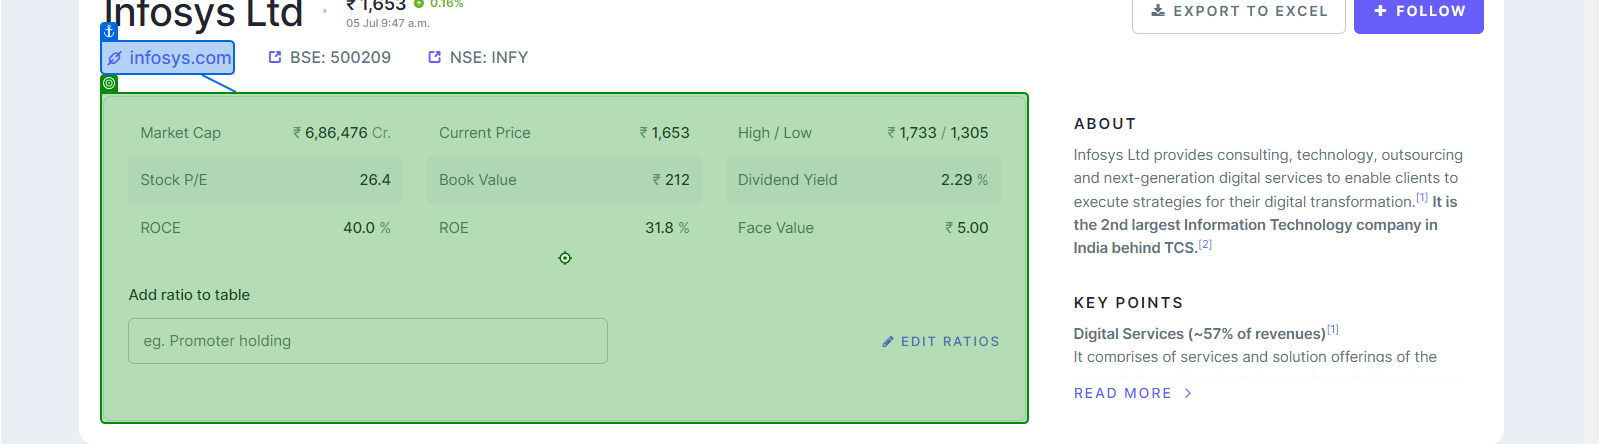 Infosys Ltd
₹ 1,653 0.16%
05 Jul 9:47 a.m.
EXPORT TO EXCEL
FOLLOW
infosys.com
BSE: 500209
NSE: INFY
Market Cap ₹ 6,86,476 Cr.
Current Price ₹ 1,653
High / Low ₹ 1,733 / 1,305
Stock P/E 26.4
Book Value ₹ 212
Dividend Yield 2.29 %
ROCE 40.0 %
ROE 31.8 %
Face Value ₹ 5.00
Add ratio to table
eg. Promoter holding
EDIT RATIOS
ABOUT
Infosys Ltd provides consulting, technology, outsourcing
and next-generation digital services to enable clients to
execute strategies for their digital transformation.[1] It is
the 2nd largest Information Technology company in
India behind TCS.[2]
KEY POINTS
Digital Services (~57% of revenues)[1]
It comprises of services and solution offerings of the
READ MORE